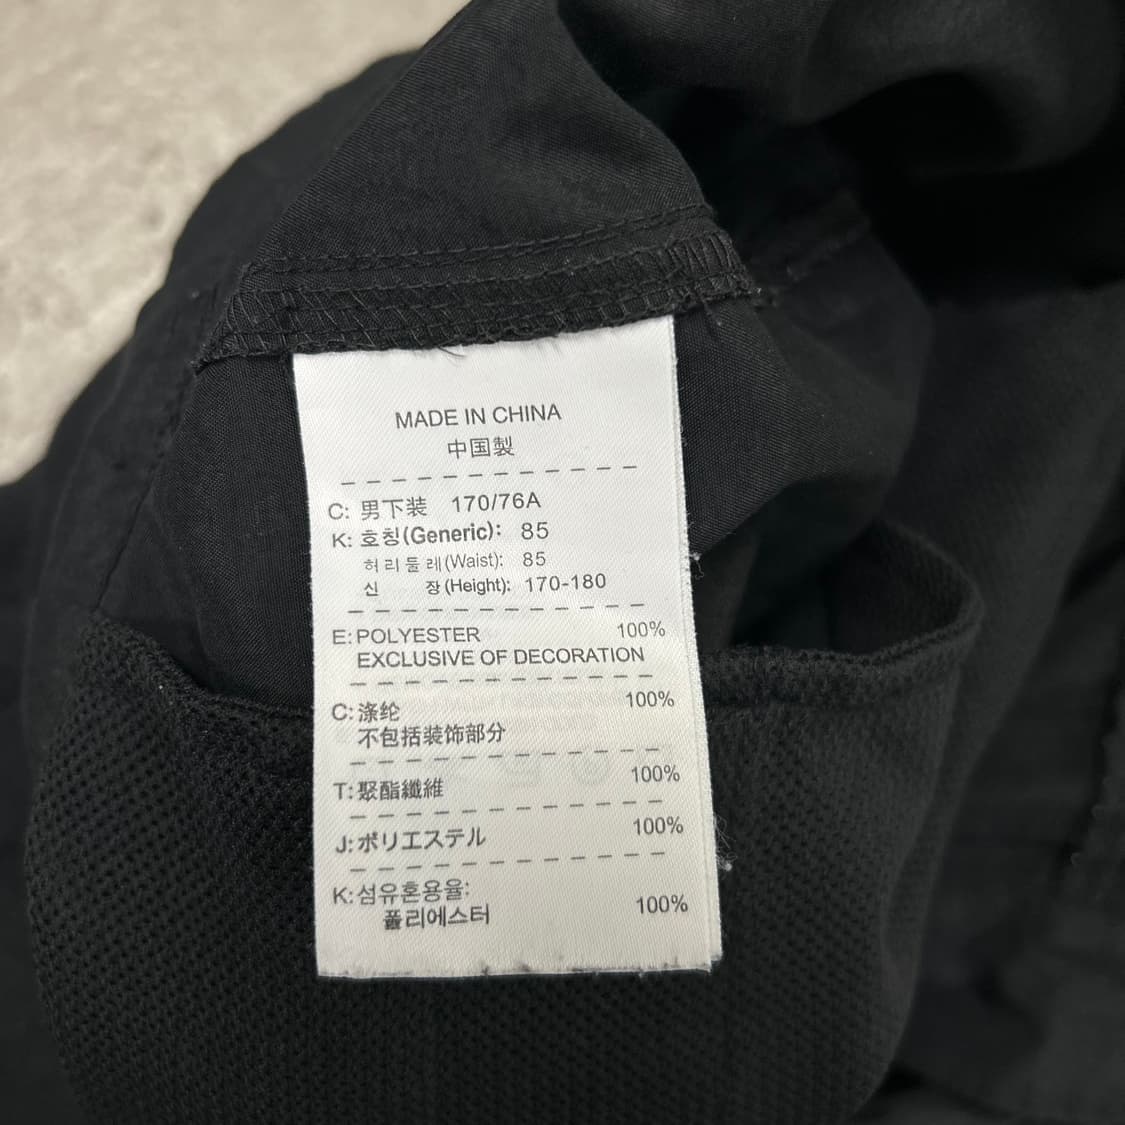 MADE IN CHINA
中国製
C: 男下装 170/76A
K: 호칭(Generic): 85
허리둘레(Waist): 85
신 장(Height): 170-180
E: POLYESTER 100%
EXCLUSIVE OF DECORATION
C: 涤纶 100%
不包括装饰部分
T: 聚酯纖維 100%
J: ポリエステル 100%
K: 섬유혼용율:
폴리에스터 100%